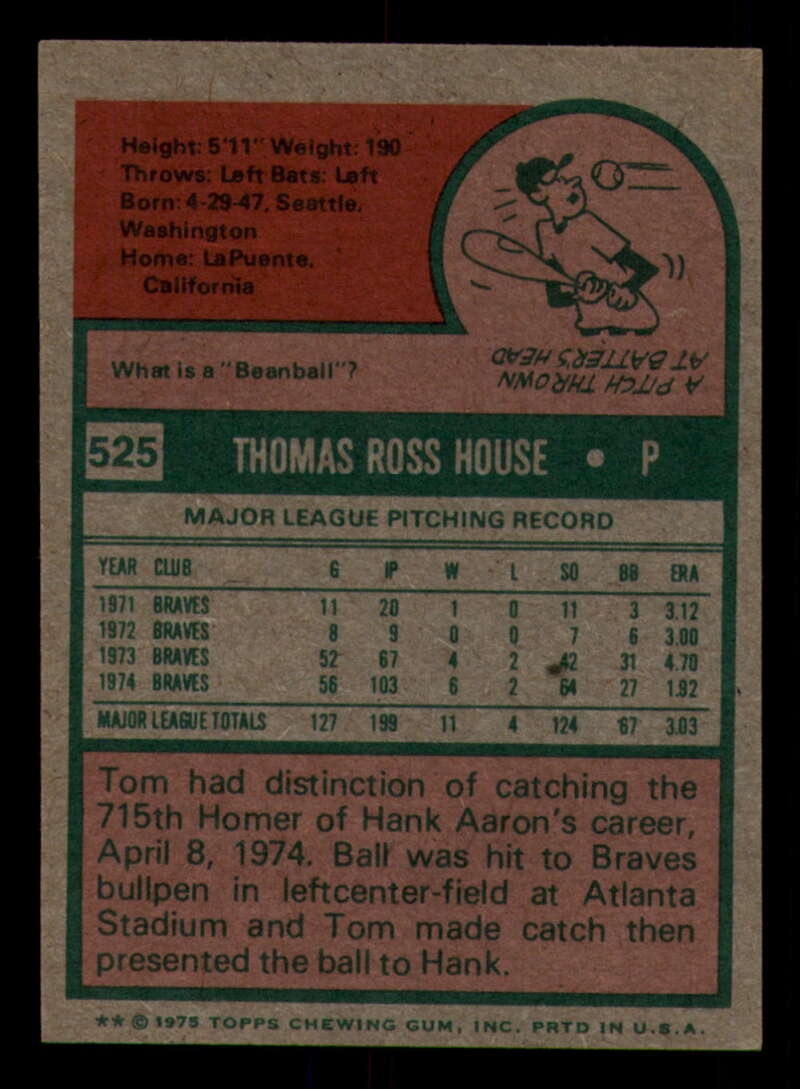 Height: 5'11" Weight: 190
Throws: Left Bats: Left
Born: 4-29-47, Seattle,
Washington
Home: LaPuente,
California
What is a "Beanball"?
A PITCH THROWN
AT BATTER'S HEAD
525 THOMAS ROSS HOUSE • P
MAJOR LEAGUE PITCHING RECORD
YEAR CLUB G IP W L SO BB ERA
1971 BRAVES 11 20 1 0 11 3 3.12
1972 BRAVES 8 9 0 0 7 6 3.00
1973 BRAVES 52 67 4 2 42 31 4.70
1974 BRAVES 56 103 6 2 64 27 1.92
MAJOR LEAGUE TOTALS 127 199 11 4 124 67 3.03
Tom had distinction of catching the
715th Homer of Hank Aaron's career,
April 8, 1974. Ball was hit to Braves
bullpen in leftcenter-field at Atlanta
Stadium and Tom made catch then
presented the ball to Hank.
** © 1975 TOPPS CHEWING GUM, INC. PRTD IN U.S.A.